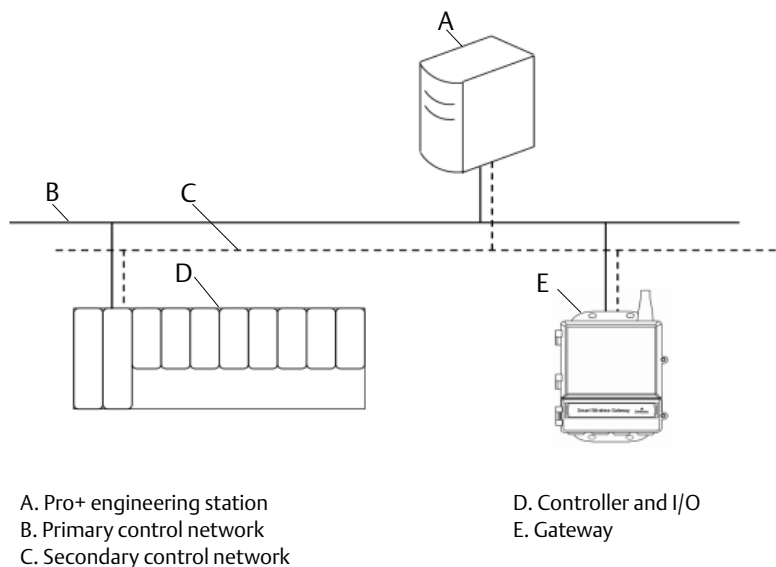 A
B
C
D
E
Smart Wireless Gateway
A. Pro+ engineering station
B. Primary control network
C. Secondary control network
D. Controller and I/O
E. Gateway